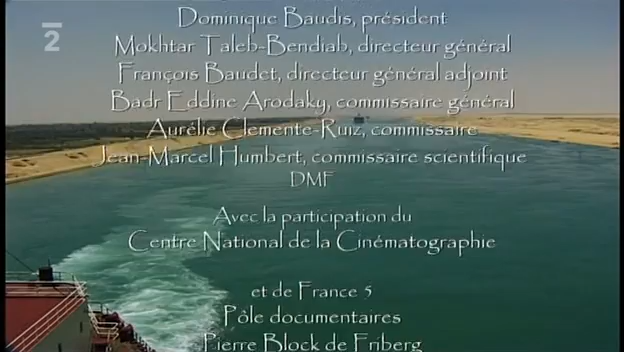 2
Dominique Baudis, président
Mokhtar Taleb-Bendiab, directeur général
François Baudet, directeur général adjoint
Badr Eddine Arodaky, commissaire général
Aurélie Clemente-Ruiz, commissaire
Jean-Marcel Humbert, commissaire scientifique
DMF
Avec la participation du
Centre National de la Cinématographie
et de France 5
Pôle documentaires
Pierre Block de Friberg